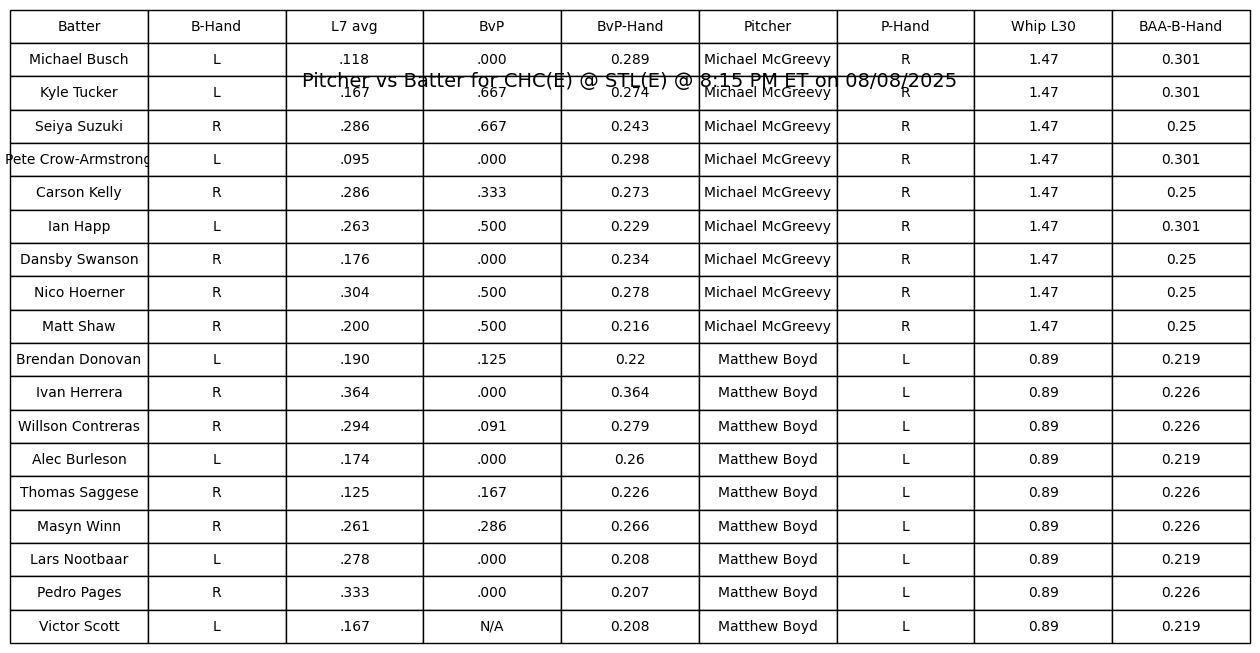 Batter B-Hand L7 avg BvP BvP-Hand Pitcher P-Hand Whip L30 BAA-B-Hand
Michael Busch L .118 .000 0.289 Michael McGreevy R 1.47 0.301
Pitcher vs Batter for CHC(E) @ STL(E) @ 8:15 PM ET on 08/08/2025
Kyle Tucker L .167 .667 0.274 Michael McGreevy R 1.47 0.301
Seiya Suzuki R .286 .667 0.243 Michael McGreevy R 1.47 0.25
Pete Crow-Armstrong L .095 .000 0.298 Michael McGreevy R 1.47 0.301
Carson Kelly R .286 .333 0.273 Michael McGreevy R 1.47 0.25
Ian Happ L .263 .500 0.229 Michael McGreevy R 1.47 0.301
Dansby Swanson R .176 .000 0.234 Michael McGreevy R 1.47 0.25
Nico Hoerner R .304 .500 0.278 Michael McGreevy R 1.47 0.25
Matt Shaw R .200 .500 0.216 Michael McGreevy R 1.47 0.25
Brendan Donovan L .190 .125 0.22 Matthew Boyd L 0.89 0.219
Ivan Herrera R .364 .000 0.364 Matthew Boyd L 0.89 0.226
Willson Contreras R .294 .091 0.279 Matthew Boyd L 0.89 0.226
Alec Burleson L .174 .000 0.26 Matthew Boyd L 0.89 0.219
Thomas Saggese R .125 .167 0.226 Matthew Boyd L 0.89 0.226
Masyn Winn R .261 .286 0.266 Matthew Boyd L 0.89 0.226
Lars Nootbaar L .278 .000 0.208 Matthew Boyd L 0.89 0.219
Pedro Pages R .333 .000 0.207 Matthew Boyd L 0.89 0.226
Victor Scott L .167 N/A 0.208 Matthew Boyd L 0.89 0.219